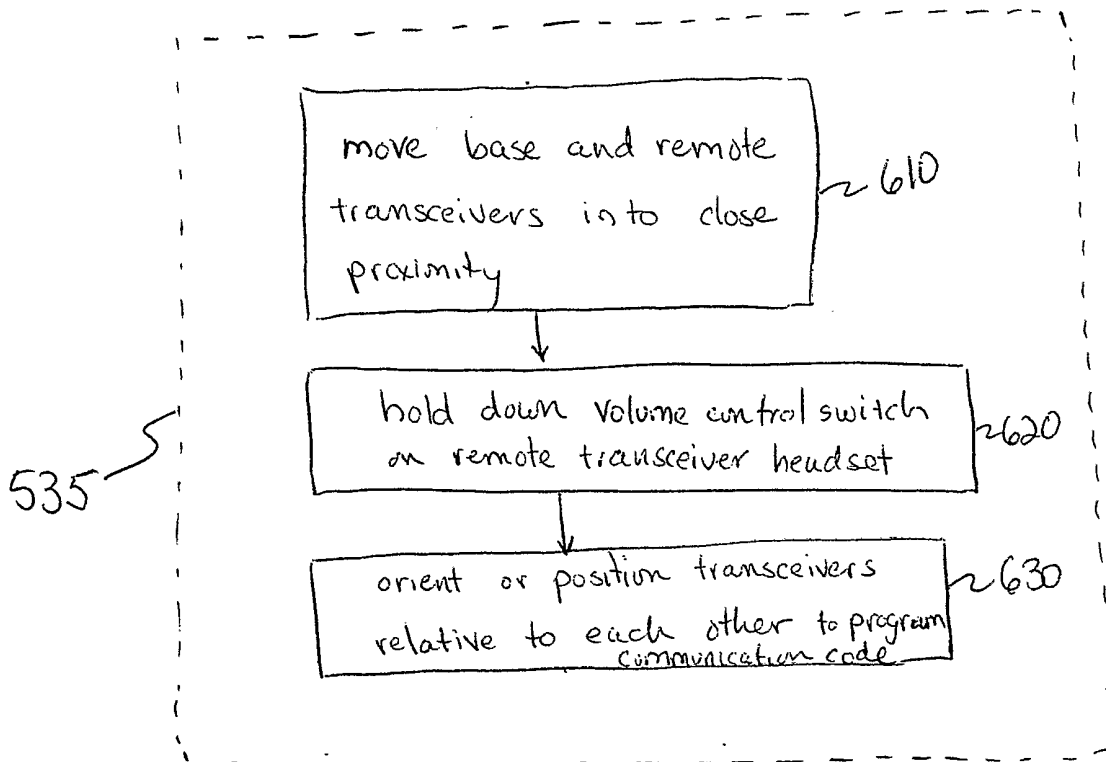 move base and remote
transceivers into close
proximity
610
hold down volume control switch
on remote transceiver headset
620
535
orient or position transceivers
relative to each other to program
communication code
630